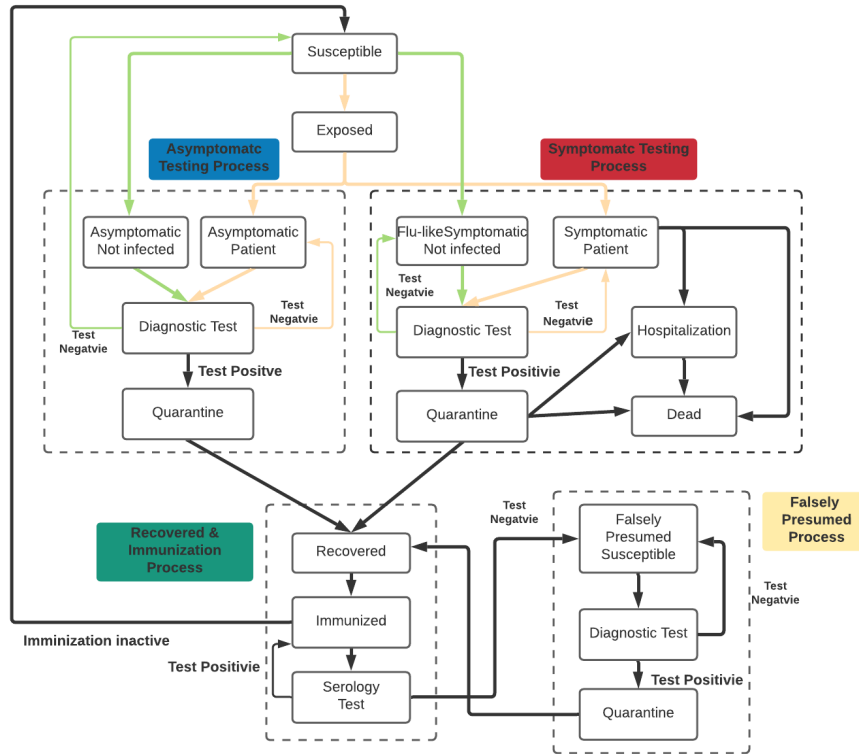 Susceptible
Exposed
Asymptomatc
Testing Process
Symptomatc Testing
Process
Asymptomatic
Not infected
Asymptomatic
Patient
Flu-likeSymptomatic
Not infected
Symptomatic
Patient
Test
Negatvie
Test
Negatvie
Test
Negatvie
Test
Negatvie
Diagnostic Test
Diagnostic Test
Hospitalization
Test Positve
Test Positivie
Quarantine
Quarantine
Dead
Recovered &
Immunization
Process
Test
Negatvie
Falsely
Presumed
Susceptible
Falsely
Presumed
Process
Recovered
Immunized
Imminization inactive
Test Positivie
Serology
Test
Diagnostic Test
Test
Negatvie
Test Positivie
Quarantine